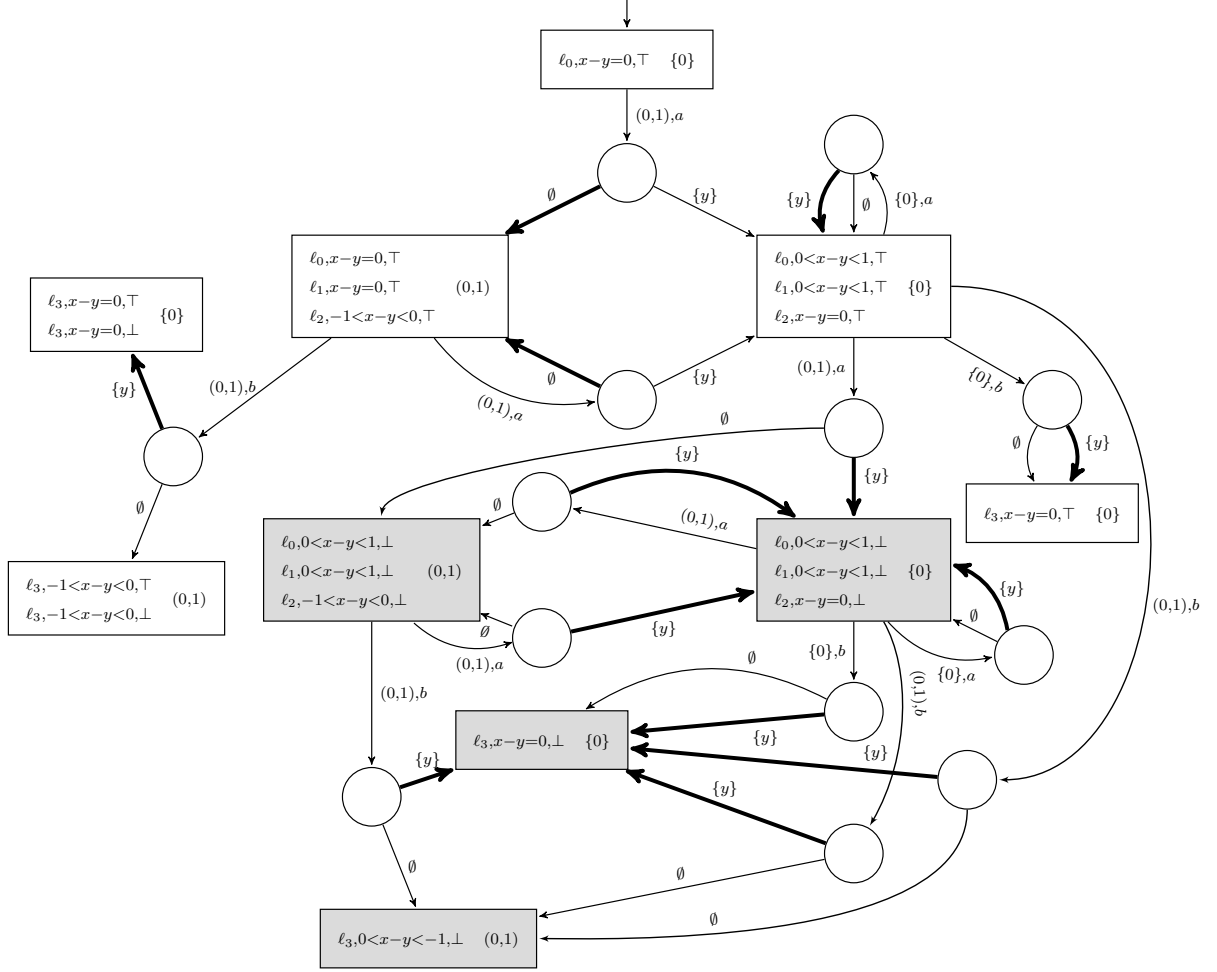 ℓ0,x−y=0,⊤ {0}
(0,1),a
∅
{y}
{y}
∅
{0},a
ℓ0,x−y=0,⊤
ℓ1,x−y=0,⊤ (0,1)
ℓ2,−1<x−y<0,⊤
ℓ0,0<x−y<1,⊤
ℓ1,0<x−y<1,⊤ {0}
ℓ2,x−y=0,⊤
ℓ3,x−y=0,⊤
ℓ3,x−y=0,⊥ {0}
{y}
(0,1),b
(0,1),a
∅
{y}
(0,1),a
{0},b
∅
{y}
∅
{y}
ℓ3,x−y=0,⊤ {0}
∅
ℓ3,−1<x−y<0,⊤
ℓ3,−1<x−y<0,⊥ (0,1)
{y}
∅
(0,1),a
ℓ0,0<x−y<1,⊥
ℓ1,0<x−y<1,⊥ (0,1)
ℓ2,−1<x−y<0,⊥
ℓ0,0<x−y<1,⊥
ℓ1,0<x−y<1,⊥ {0}
ℓ2,x−y=0,⊥
{y}
∅
{0},a
(0,1),b
∅
{y}
(0,1),a
(0,1),b
{0},b
(0,1),b
∅
{y}
ℓ3,x−y=0,⊥ {0}
{y}
{y}
{y}
∅
∅
∅
ℓ3,0<x−y<−1,⊥ (0,1)